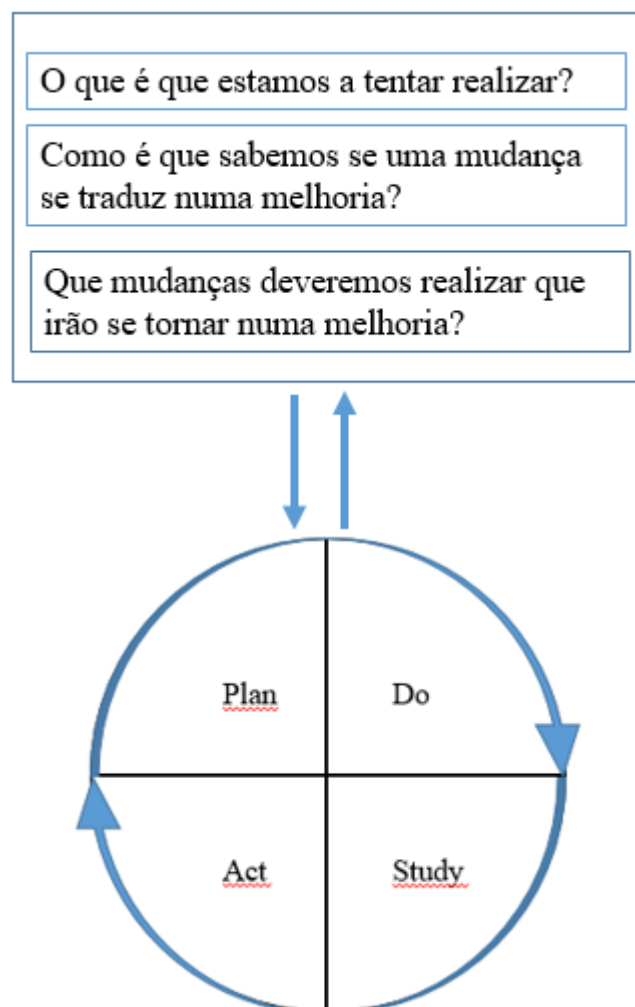 O que é que estamos a tentar realizar?
Como é que sabemos se uma mudança
se traduz numa melhoria?
Que mudanças deveremos realizar que
irão se tornar numa melhoria?
Plan
Do
Act
Study